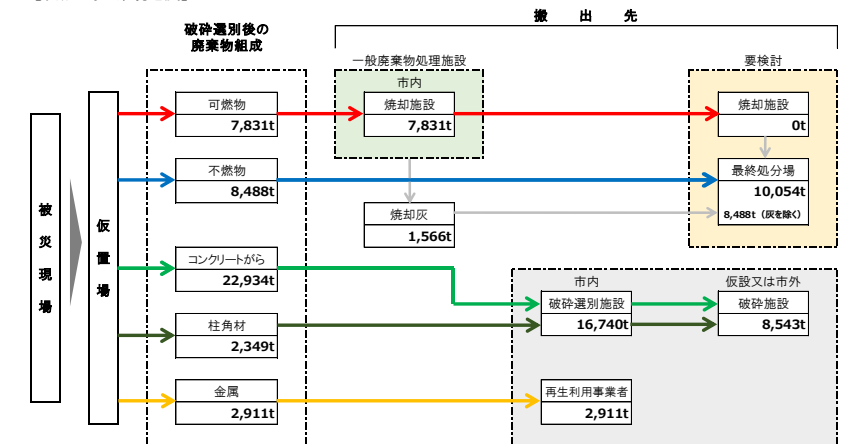 搬 出 先
破砕選別後の
廃棄物組成
一般廃棄物処理施設
要検討
市内
可燃物
7,831t
焼却施設
7,831t
焼却施設
0t
不燃物
8,488t
最終処分場
10,054t
8,488t（灰を除く）
焼却灰
1,566t
被災現場
仮置場
コンクリートがら
22,934t
市内
仮設又は市外
破砕選別施設
16,740t
破砕施設
8,543t
柱角材
2,349t
金属
2,911t
再生利用事業者
2,911t